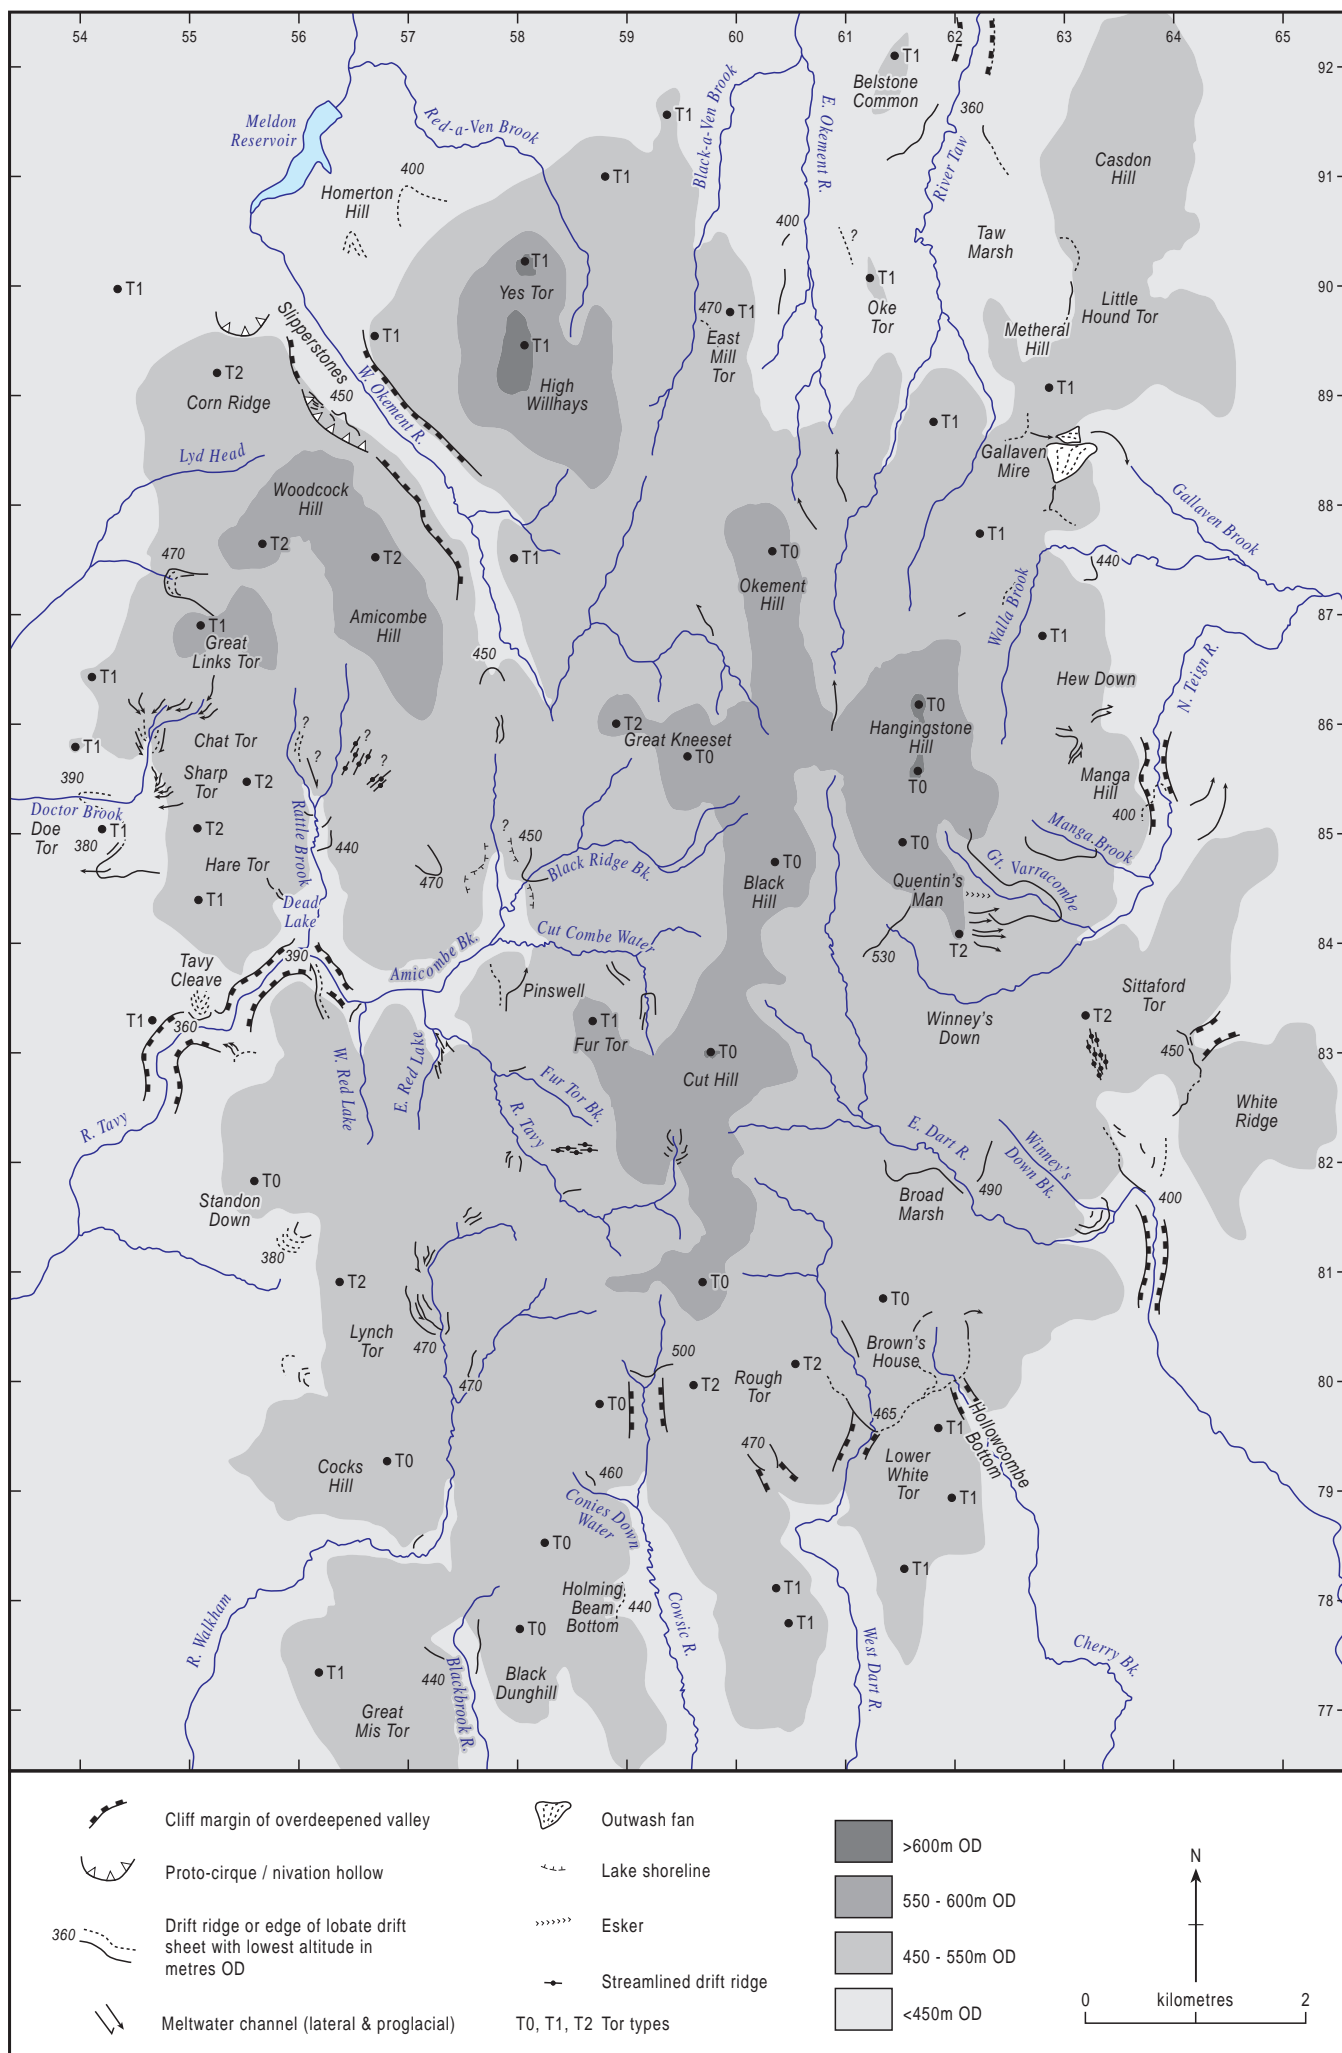 54 55 56 57 58 59 60 61 62 63 64 65
92
91
90
89
88
87
86
85
84
83
82
81
80
79
78
77
Meldon
Reservoir
Red-a-Ven Brook
Black-a-Ven Brook
E. Okement R.
T1
Belstone
Common
360
River Taw
T1
Casdon
Hill
Homerton
Hill
400
T1
400
?
Taw
Marsh
T1
T1
Yes Tor
T1
Oke
Tor
Little
Hound Tor
Slipperstones
T1
470
T1
East
Mill
Tor
Metheral
Hill
T1
High
Willhays
W. Okement R.
T2
Corn Ridge
450
T1
T1
Gallaven
Mire
Lyd Head
Woodcock
Hill
Gallaven Brook
T2
T2
T1
T0
Okement
Hill
T1
470
440
Walla Brook
Amicombe
Hill
T1
Great
Links Tor
T1
450
N. Teign R.
T1
Hew Down
T1
Chat Tor
?
?
?
T2
Great Kneeset
T0
T0
Hangingstone
Hill
T0
Sharp
Tor
T2
Manga
Hill
390
Doctor Brook
Doe
Tor
T1
380
T2
Rattle Brook
440
Hare Tor
T1
Dead
Lake
470
?
450
Black Ridge Bk.
T0
Black
Hill
T0
Quentin's
Man
Gt. Varracombe
Manga Brook
400
T2
530
390
Tavy
Cleave
Amicombe Bk.
Cut Combe Water
Pinswell
Sittaford
Tor
T2
T1
360
T1
Fur Tor
T0
Cut Hill
Winney's
Down
450
White
Ridge
R. Tavy
W. Red Lake
E. Red Lake
Fur Tor Bk.
R. Tavy
E. Dart R.
Winney's
Down Bk.
T0
Standon
Down
Broad
Marsh
490
400
380
T2
Lynch
Tor
470
470
T0
T0
Brown's
House
500
T2
Rough
Tor
T2
T0
465
T1
Hollowcombe
Bottom
T0
Cocks
Hill
470
Lower
White
Tor
T1
460
Conies Down
Water
T0
T1
Holming
Beam
Bottom
440
T1
T1
T0
R. Walkham
T1
440
Blackbrook R.
Black
Dunghill
Cowsic R.
West Dart R.
Cherry Bk.
Great
Mis Tor
Cliff margin of overdeepened valley
Proto-cirque / nivation hollow
360
Drift ridge or edge of lobate drift
sheet with lowest altitude in
metres OD
Meltwater channel (lateral & proglacial)
Outwash fan
Lake shoreline
Esker
Streamlined drift ridge
T0, T1, T2 Tor types
>600m OD
550 - 600m OD
450 - 550m OD
<450m OD
N
0 kilometres 2